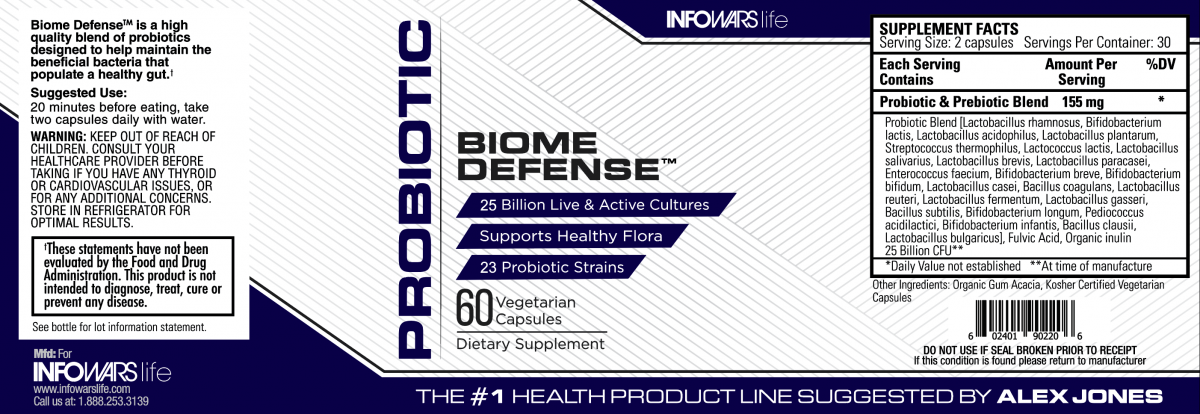 Biome Defense™ is a high
quality blend of probiotics
designed to help maintain the
beneficial bacteria that
populate a healthy gut.†
Suggested Use:
20 minutes before eating, take
two capsules daily with water.
WARNING: KEEP OUT OF REACH OF
CHILDREN. CONSULT YOUR
HEALTHCARE PROVIDER BEFORE
TAKING IF YOU HAVE ANY THYROID
OR CARDIOVASCULAR ISSUES, OR
FOR ANY ADDITIONAL CONCERNS.
STORE IN REFRIGERATOR FOR
OPTIMAL RESULTS.
†These statements have not been
evaluated by the Food and Drug
Administration. This product is not
intended to diagnose, treat, cure or
prevent any disease.
See bottle for lot information statement.
Mfd: For
INFOWARS life
www.infowarslife.com
Call us at: 1.888.253.3139
PROBIOTIC
INFOWARS life
BIOME
DEFENSE™
25 Billion Live & Active Cultures
Supports Healthy Flora
23 Probiotic Strains
60 Vegetarian
Capsules
Dietary Supplement
SUPPLEMENT FACTS
Serving Size: 2 capsules Servings Per Container: 30
Each Serving Amount Per %DV
Contains Serving
Probiotic & Prebiotic Blend 155 mg *
Probiotic Blend [Lactobacillus rhamnosus, Bifidobacterium
lactis, Lactobacillus acidophilus, Lactobacillus plantarum,
Streptococcus thermophilus, Lactococcus lactis, Lactobacillus
salivarius, Lactobacillus brevis, Lactobacillus paracasei,
Enterococcus faecium, Bifidobacterium breve, Bifidobacterium
bifidum, Lactobacillus casei, Bacillus coagulans, Lactobacillus
reuteri, Lactobacillus fermentum, Lactobacillus gasseri,
Bacillus subtilis, Bifidobacterium longum, Pediococcus
acidilactici, Bifidobacterium infantis, Bacillus clausii,
Lactobacillus bulgaricus], Fulvic Acid, Organic inulin
25 Billion CFU**
*Daily Value not established **At time of manufacture
Other Ingredients: Organic Gum Acacia, Kosher Certified Vegetarian
Capsules
6 02401 90220 6
DO NOT USE IF SEAL BROKEN PRIOR TO RECEIPT
If this condition is found please return to manufacturer
THE #1 HEALTH PRODUCT LINE SUGGESTED BY ALEX JONES